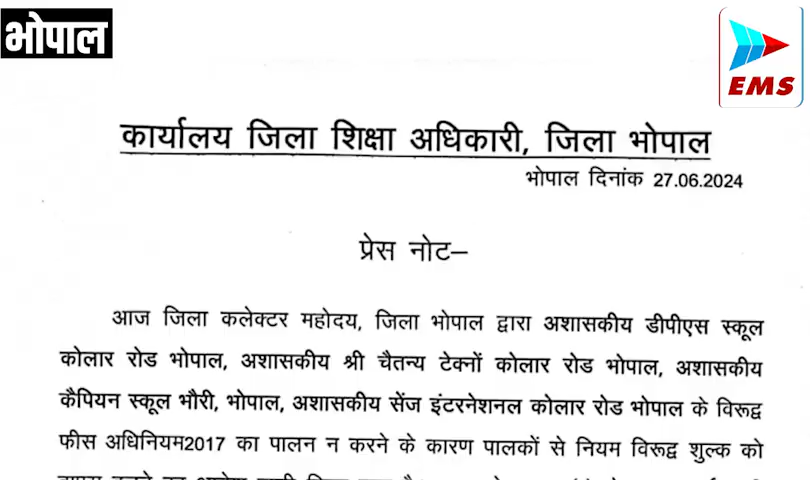 भोपाल
EMS
कार्यालय जिला शिक्षा अधिकारी, जिला भोपाल
भोपाल दिनांक 27.06.2024
प्रेस नोट–
आज जिला कलेक्टर महोदय, जिला भोपाल द्वारा अशासकीय डीपीएस स्कूल
कोलार रोड भोपाल, अशासकीय श्री चैतन्य टेक्नों कोलार रोड भोपाल, अशासकीय
कैपियन स्कूल भौरी, भोपाल, अशासकीय सेंज इंटरनेशनल कोलार रोड भोपाल के विरूद्व
फीस अधिनियम2017 का पालन न करने के कारण पालकों से नियम विरूद्व शुल्क को